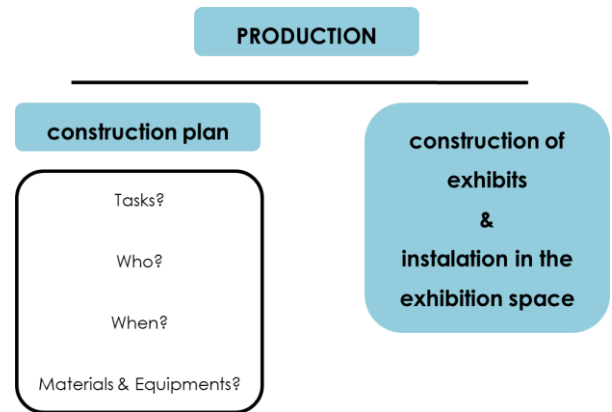 PRODUCTION
construction plan
Tasks?
Who?
When?
Materials & Equipments?
construction of
exhibits
&
instalation in the
exhibition space